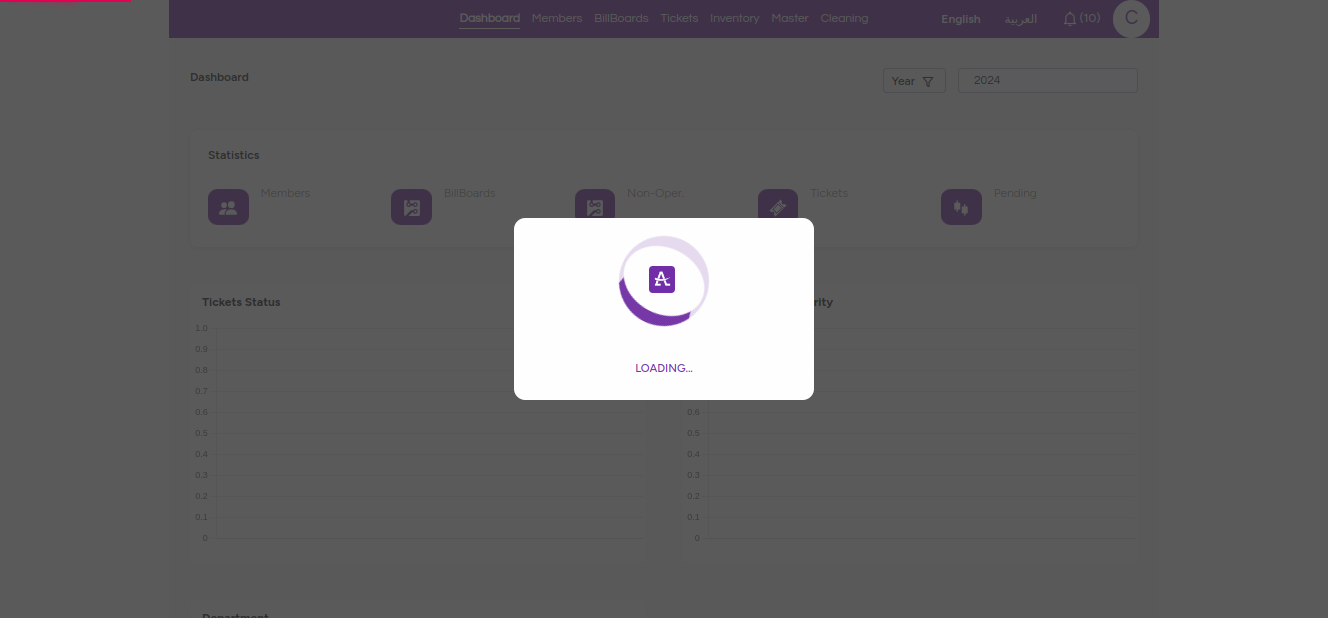 Dashboard Members BillBoards Tickets Inventory Master Cleaning English العربية (10) C
Dashboard
Year 2024
Statistics
Members BillBoards Non-Oper Tickets Pending
LOADING...
Tickets Status
rity
1.0
0.9
0.8
0.7
0.6
0.5
0.4
0.3
0.2
0.1
0
0.6
0.5
0.4
0.3
0.2
0.1
0
Department